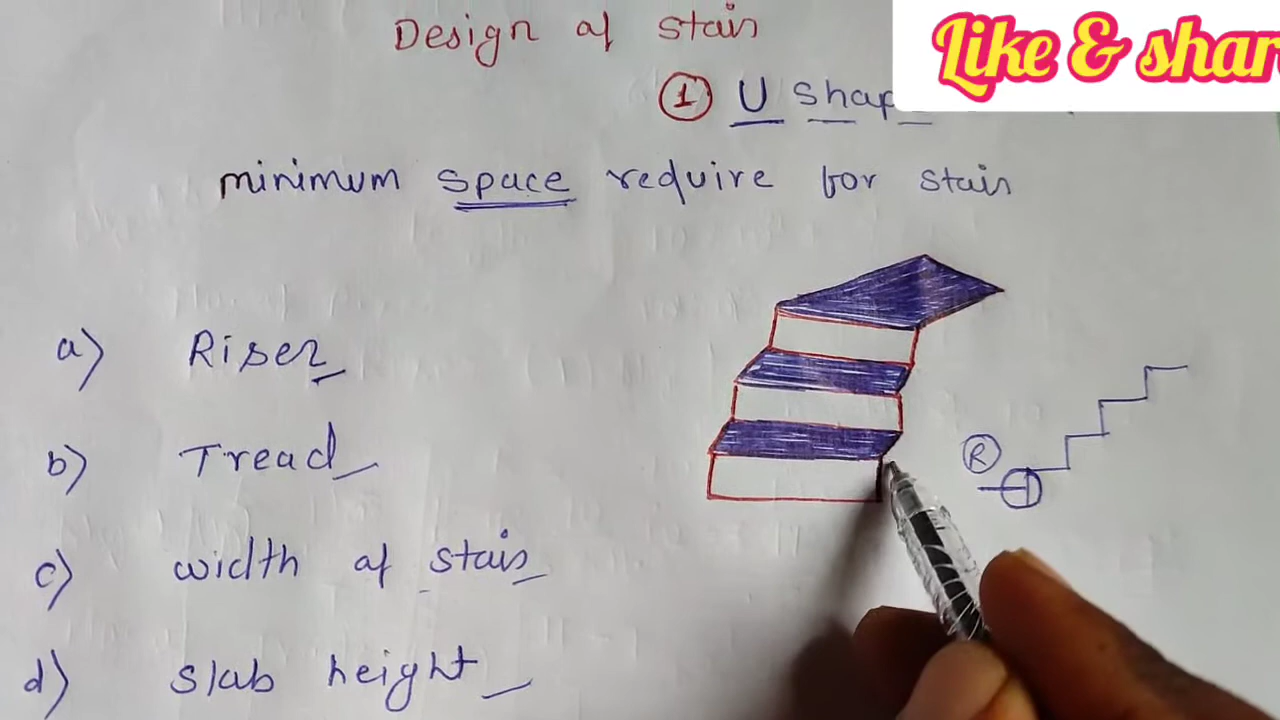 Design of stair
Like & shar
① U shap
minimum space require for stair
a) Riser
b) Tread
R
c) width of stair
d) slab height